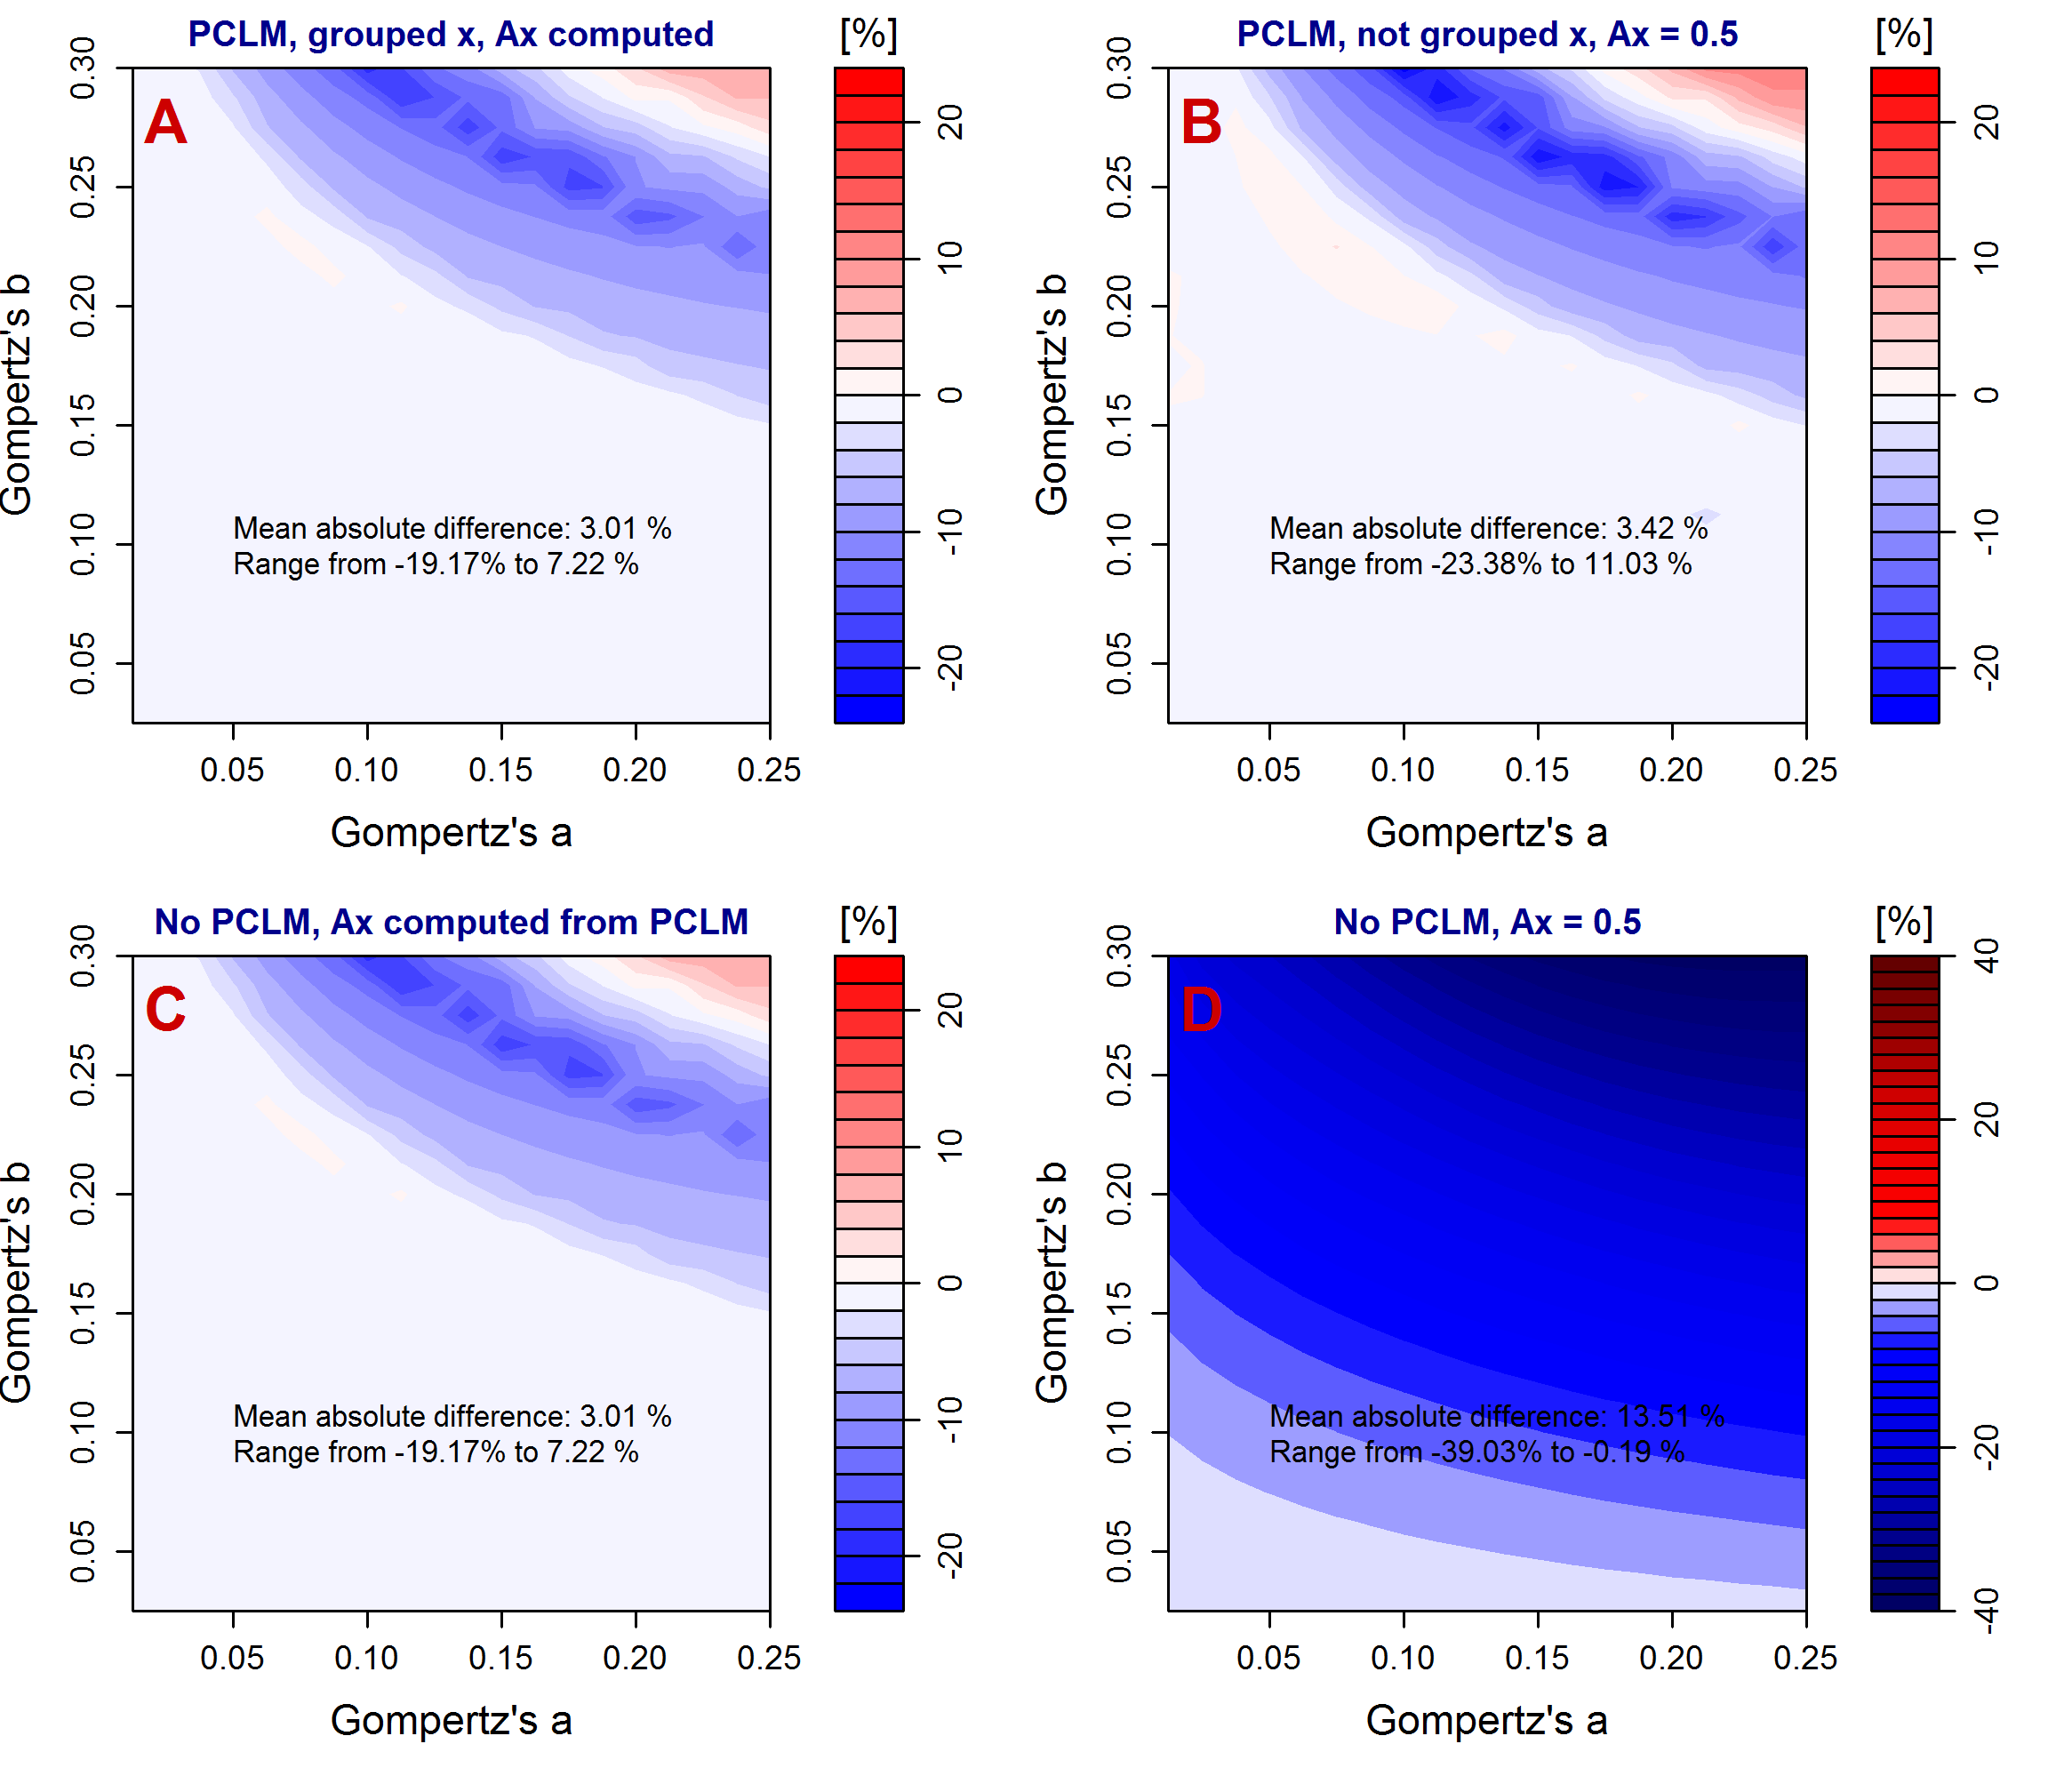 PCLM, grouped x, Ax computed
[%]
A
0.30
0.25
0.20
0.15
0.10
0.05
Gompertz's b
Mean absolute difference: 3.01 %
Range from -19.17% to 7.22 %
0.05 0.10 0.15 0.20 0.25
Gompertz's a
20
10
0
-10
-20
PCLM, not grouped x, Ax = 0.5
[%]
B
0.30
0.25
0.20
0.15
0.10
0.05
Gompertz's b
Mean absolute difference: 3.42 %
Range from -23.38% to 11.03 %
0.05 0.10 0.15 0.20 0.25
Gompertz's a
20
10
0
-10
-20
No PCLM, Ax computed from PCLM
[%]
C
0.30
0.25
0.20
0.15
0.10
0.05
Gompertz's b
Mean absolute difference: 3.01 %
Range from -19.17% to 7.22 %
0.05 0.10 0.15 0.20 0.25
Gompertz's a
20
10
0
-10
-20
No PCLM, Ax = 0.5
[%]
D
0.30
0.25
0.20
0.15
0.10
0.05
Gompertz's b
Mean absolute difference: 13.51 %
Range from -39.03% to -0.19 %
0.05 0.10 0.15 0.20 0.25
Gompertz's a
40
20
0
-20
-40